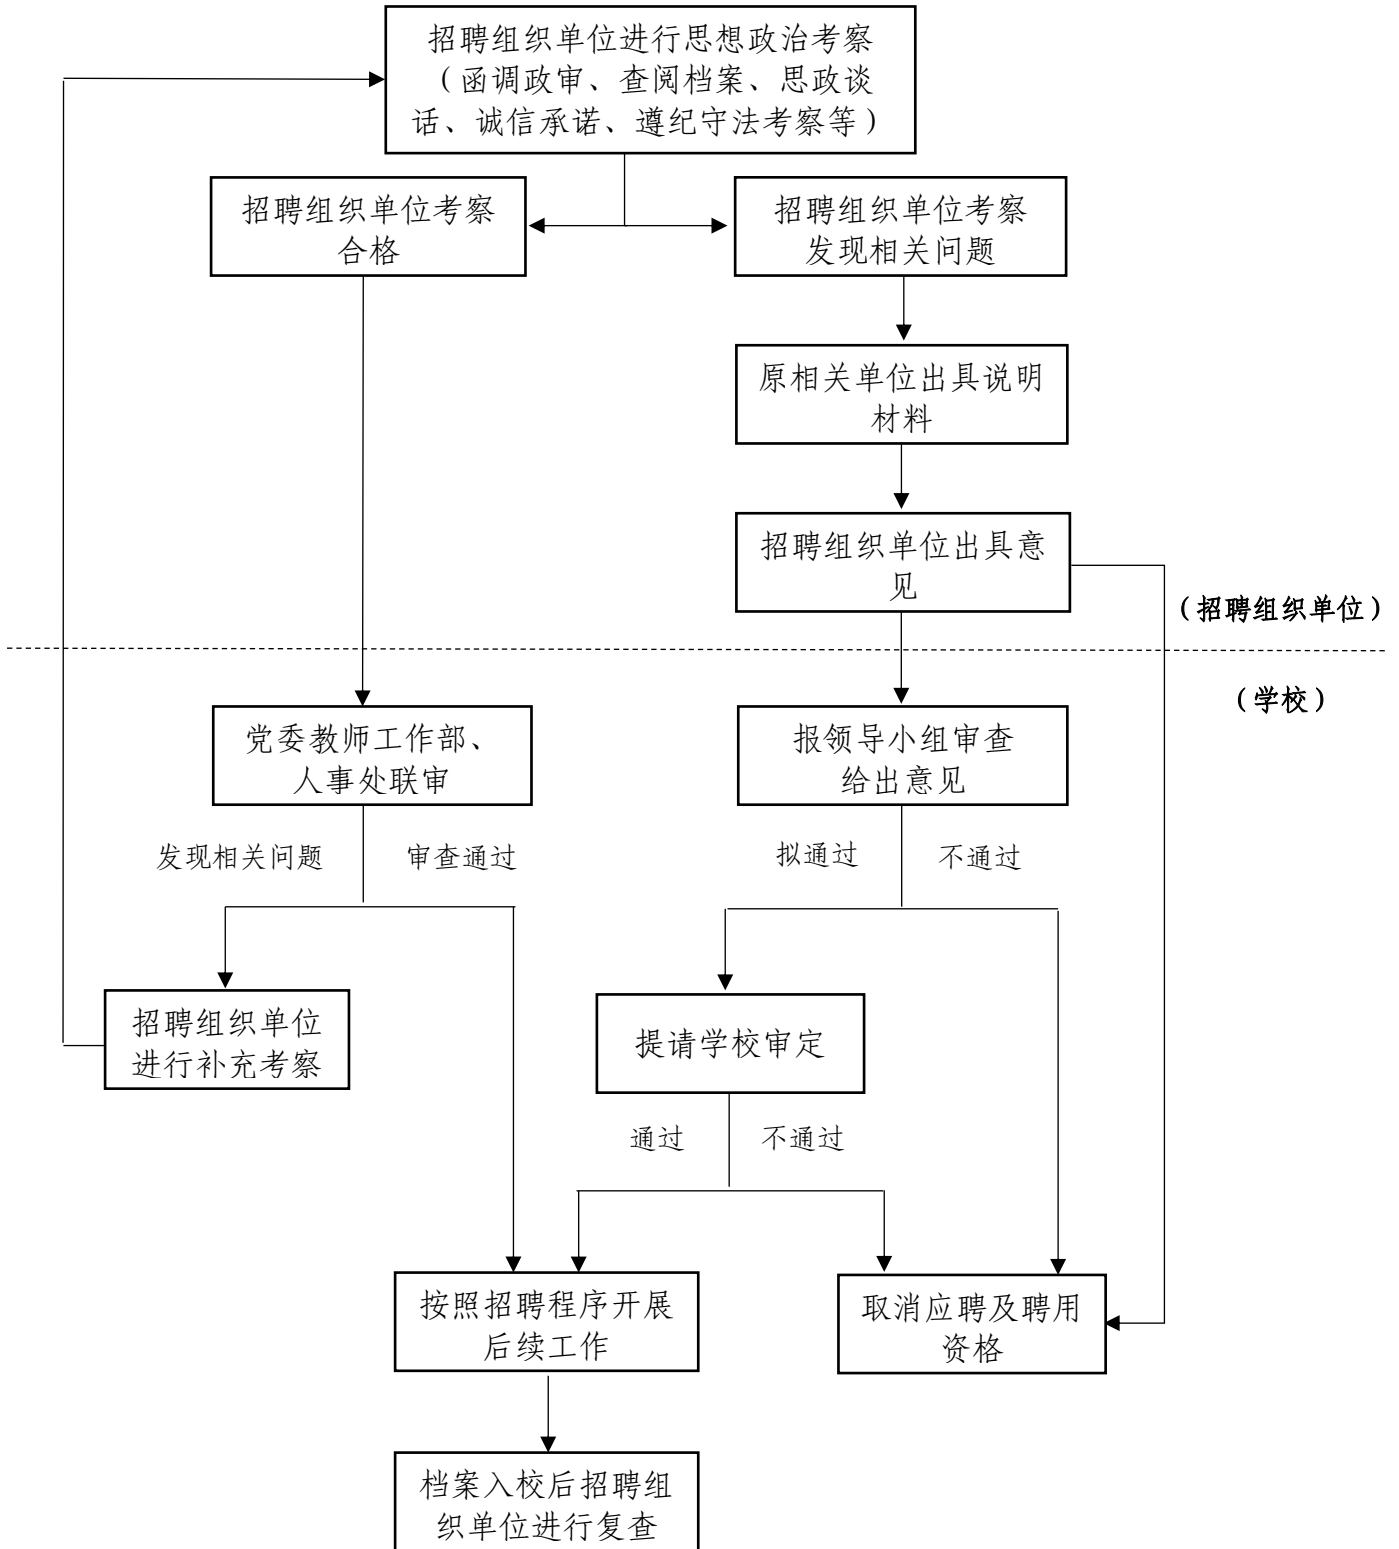 招聘组织单位进行思想政治考察
（函调政审、查阅档案、思政谈
话、诚信承诺、遵纪守法考察等）
招聘组织单位考察
合格
招聘组织单位考察
发现相关问题
原相关单位出具说明
材料
招聘组织单位出具意
见
（招聘组织单位）
（学校）
党委教师工作部、
人事处联审
报领导小组审查
给出意见
发现相关问题
审查通过
拟通过
不通过
招聘组织单位
进行补充考察
提请学校审定
通过
不通过
按照招聘程序开展
后续工作
取消应聘及聘用
资格
档案入校后招聘组
织单位进行复查